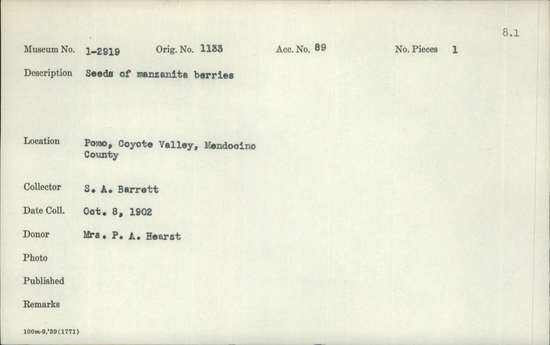 8.1
Museum No. 1-2919 Orig. No. 1133 Acc. No. 89 No. Pieces 1
Description Seeds of manzanita berries
Location Pomo, Coyote Valley, Mendocino
County
Collector S. A. Barrett
Date Coll. Oct. 8, 1902
Donor Mrs. P. A. Hearst
Photo
Published
Remarks
100m-9,'39(1771)